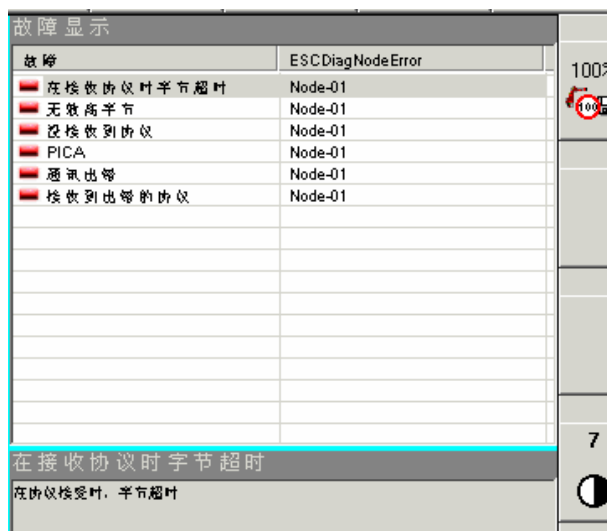 故障显示
故障 ESCDiagNodeError
在接收协议时字节超时 Node-01
无效高字节 Node-01
没接收到协议 Node-01
PICA Node-01
通讯出错 Node-01
接收到出错的协议 Node-01
100%
100
7
在接收协议时字节超时
在协议接受时，字节超时